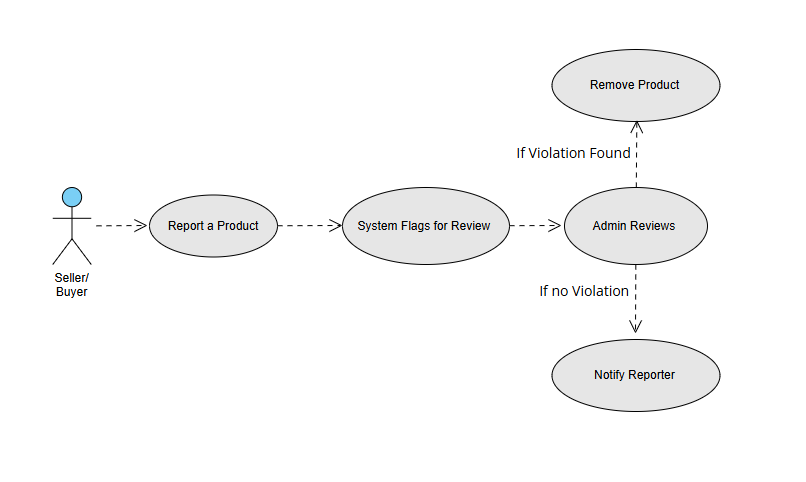 Remove Product
If Violation Found
Report a Product
System Flags for Review
Admin Reviews
Seller/
Buyer
If no Violation
Notify Reporter